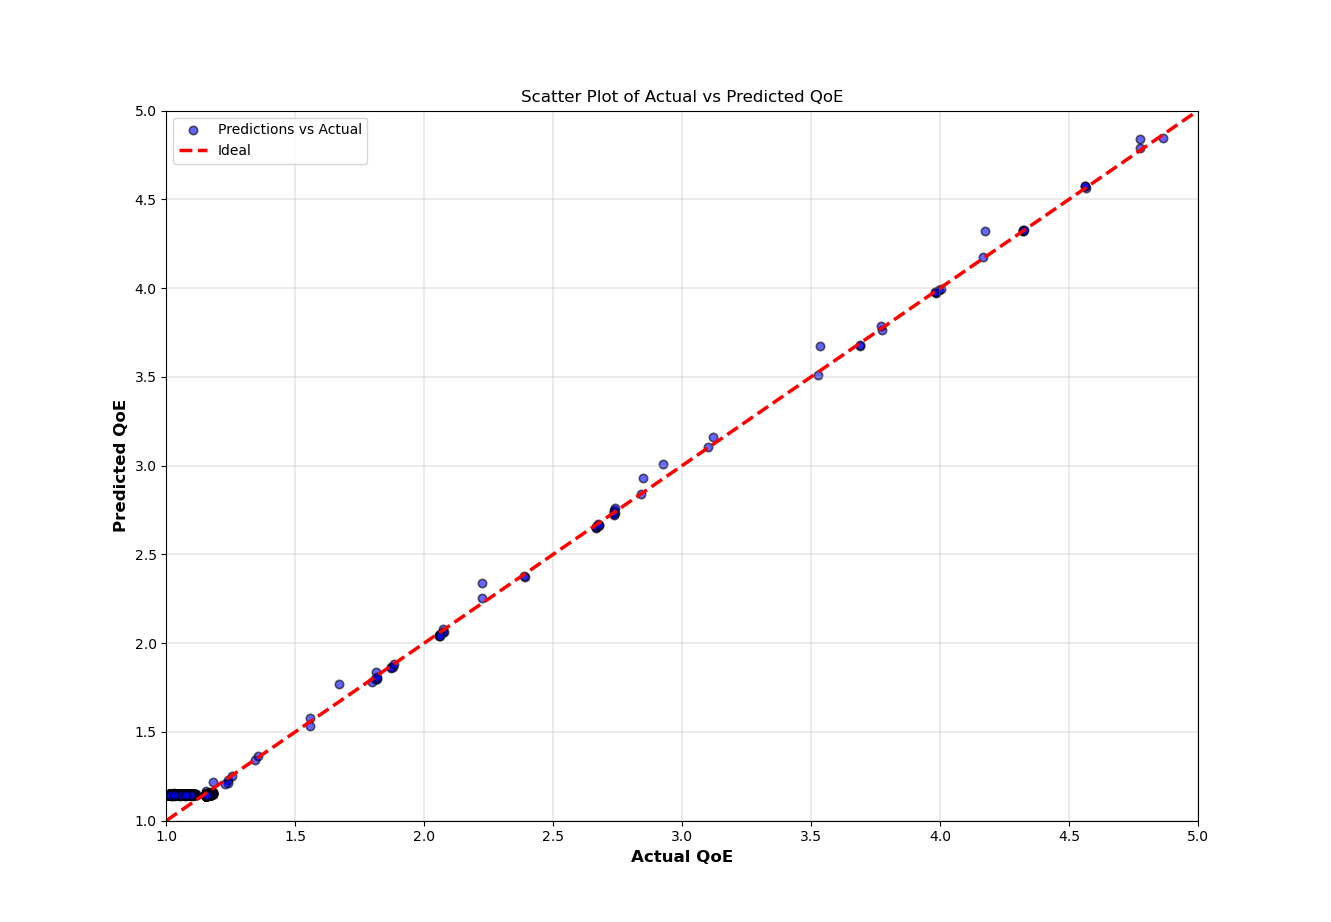 Scatter Plot of Actual vs Predicted QoE
Predictions vs Actual
Ideal
Predicted QoE
5.0
4.5
4.0
3.5
3.0
2.5
2.0
1.5
1.0
1.0 1.5 2.0 2.5 3.0 3.5 4.0 4.5 5.0
Actual QoE